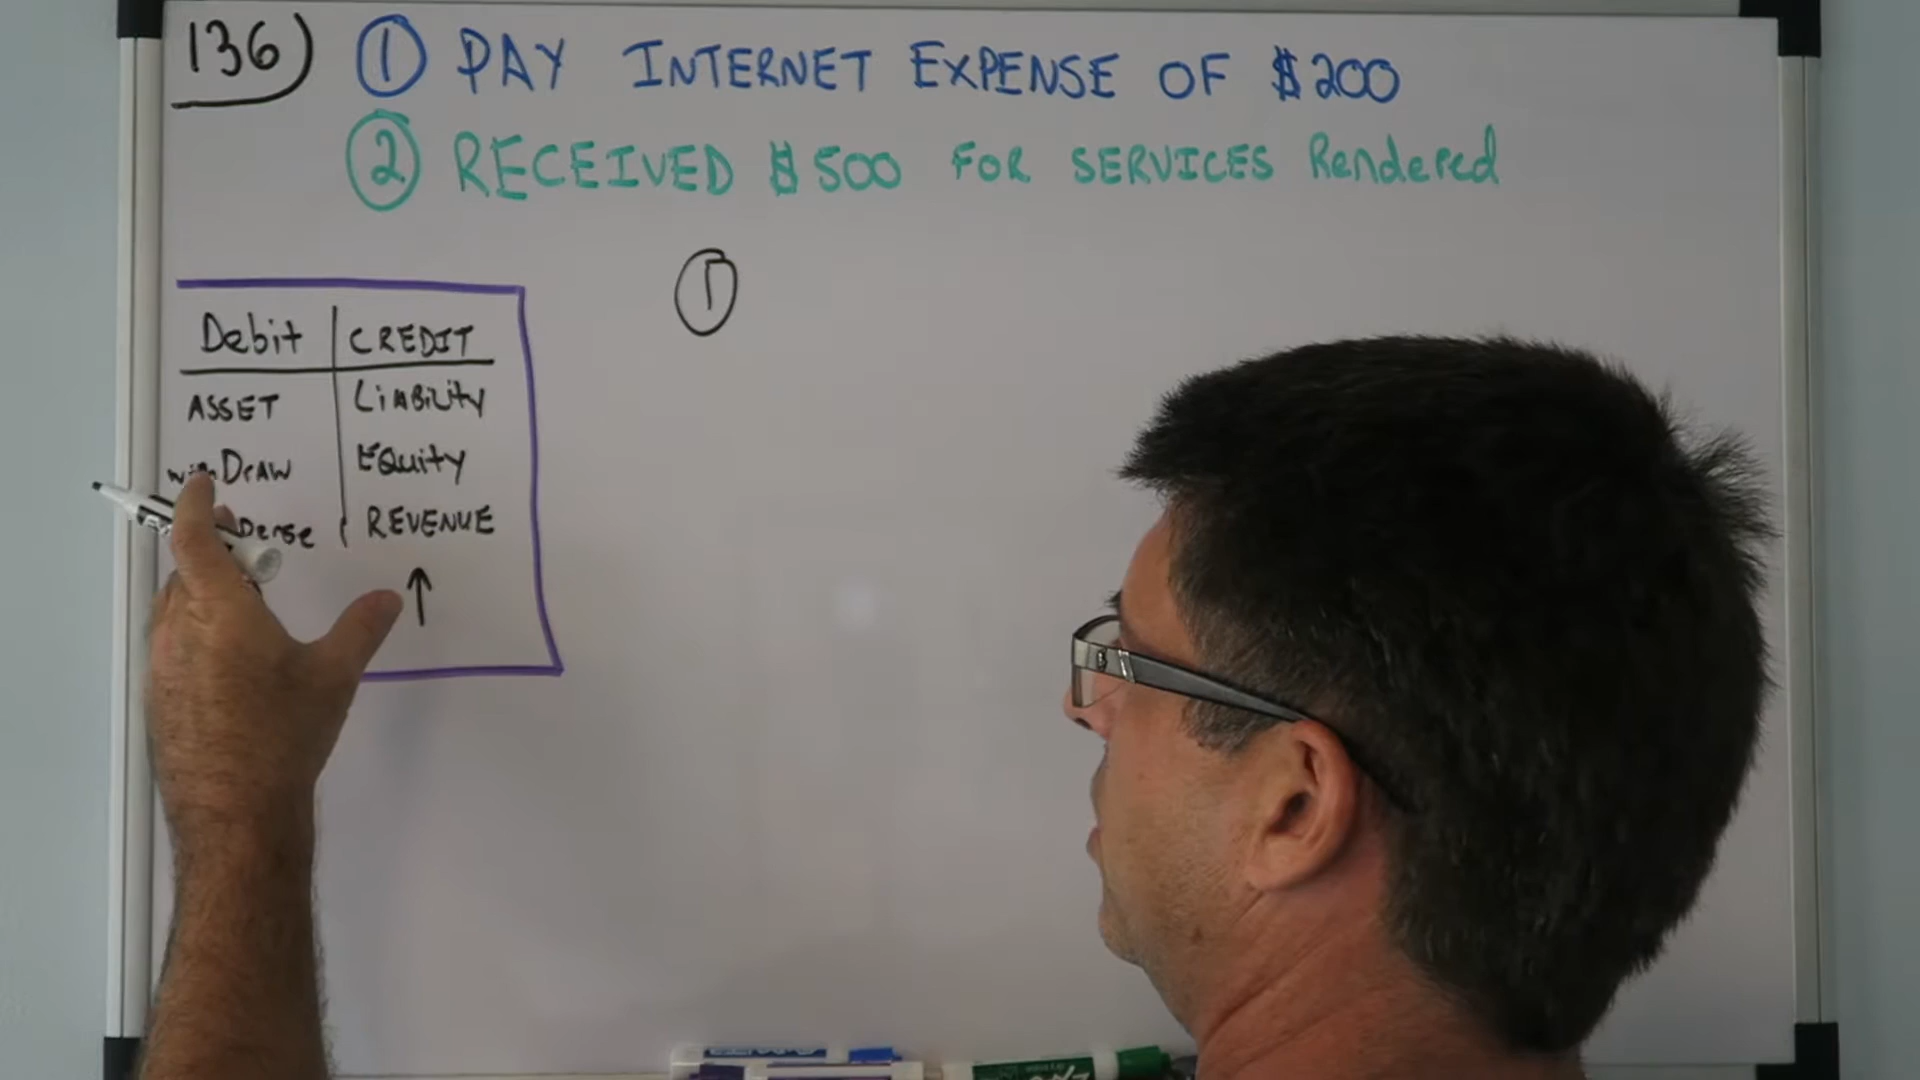 136) ① PAY INTERNET EXPENSE OF $200
② RECEIVED $500 FOR SERVICES Rendered
①
Debit | CREDIT
ASSET LiABiLity
withDrAW EQuity
Pense REVENUE
↑